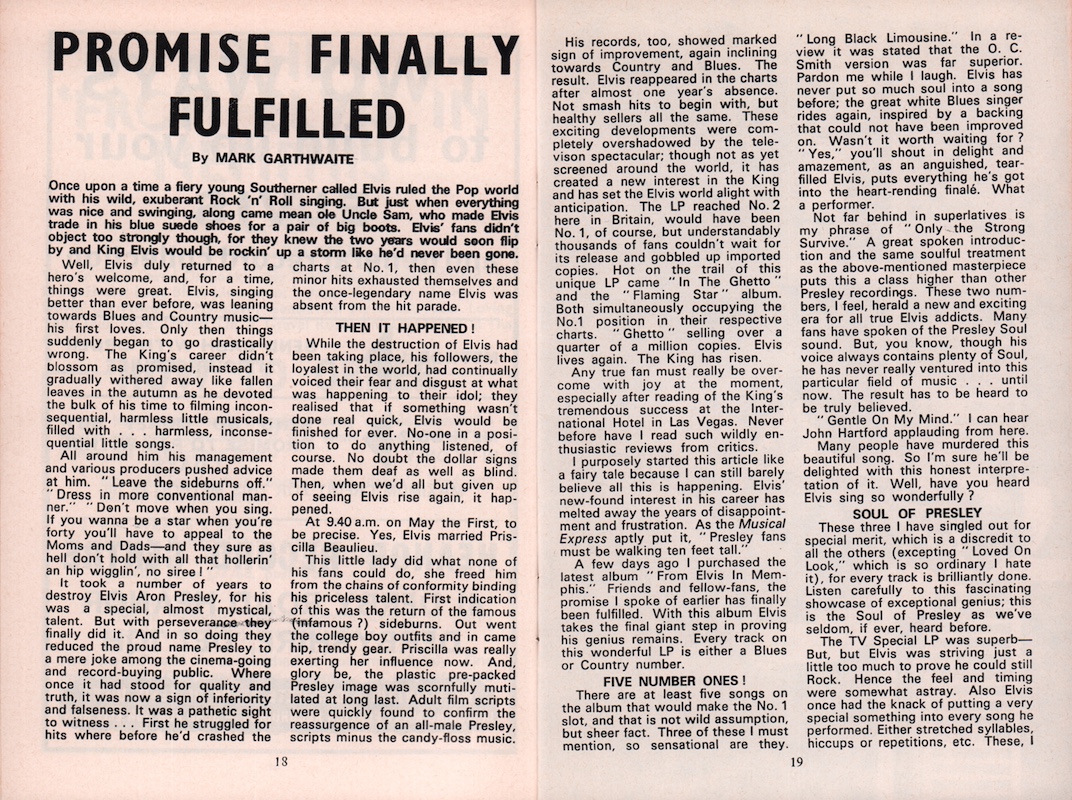 PROMISE FINALLY
FULFILLED
By MARK GARTHWAITE
Once upon a time a fiery young Southerner called Elvis ruled the Pop world
with his wild, exuberant Rock 'n' Roll singing. But just when everything
was nice and swinging, along came mean ole Uncle Sam, who made Elvis
trade in his blue suede shoes for a pair of big boots. Elvis' fans didn't
object too strongly though, for they knew the two years would soon flip
by and King Elvis would be rockin' up a storm like he'd never been gone.
Well, Elvis duly returned to a
hero's welcome, and, for a time,
things were great. Elvis, singing
better than ever before, was leaning
towards Blues and Country music—
his first loves. Only then things
suddenly began to go drastically
wrong. The King's career didn't
blossom as promised, instead it
gradually withered away like fallen
leaves in the autumn as he devoted
the bulk of his time to filming incon-
sequential, harmless little musicals,
filled with . . . harmless, inconse-
quential little songs.
All around him his management
and various producers pushed advice
at him. "Leave the sideburns off."
"Dress in more conventional man-
ner." "Don't move when you sing.
If you wanna be a star when you're
forty you'll have to appeal to the
Moms and Dads—and they sure as
hell don't hold with all that hollerin'
an hip wigglin', no siree!"
It took a number of years to
destroy Elvis Aron Presley, for his
was a special, almost mystical,
talent. But with perseverance they
finally did it. And in so doing they
reduced the proud name Presley to
a mere joke among the cinema-going
and record-buying public. Where
once it had stood for quality and
truth, it was now a sign of inferiority
and falseness. It was a pathetic sight
to witness . . . First he struggled for
hits where before he'd crashed the
charts at No. 1, then even these
minor hits exhausted themselves and
the once-legendary name Elvis was
absent from the hit parade.
THEN IT HAPPENED!
While the destruction of Elvis had
been taking place, his followers, the
loyalest in the world, had continually
voiced their fear and disgust at what
was happening to their idol; they
realised that if something wasn't
done real quick, Elvis would be
finished for ever. No-one in a posi-
tion to do anything listened, of
course. No doubt the dollar signs
made them deaf as well as blind.
Then, when we'd all but given up
of seeing Elvis rise again, it hap-
pened.
At 9.40 a.m. on May the First, to
be precise. Yes, Elvis married Pris-
cilla Beaulieu.
This little lady did what none of
his fans could do, she freed him
from the chains of conformity binding
his priceless talent. First indication
of this was the return of the famous
(infamous?) sideburns. Out went
the college boy outfits and in came
hip, trendy gear. Priscilla was really
exerting her influence now. And,
glory be, the plastic pre-packed
Presley image was scornfully muti-
lated at long last. Adult film scripts
were quickly found to confirm the
reassurgence of an all-male Presley,
scripts minus the candy-floss music.
18
His records, too, showed marked
sign of improvement, again inclining
towards Country and Blues. The
result. Elvis reappeared in the charts
after almost one year's absence.
Not smash hits to begin with, but
healthy sellers all the same. These
exciting developments were com-
pletely overshadowed by the tele-
vison spectacular; though not as yet
screened around the world, it has
created a new interest in the King
and has set the Elvis world alight with
anticipation. The LP reached No. 2
here in Britain, would have been
No. 1, of course, but understandably
thousands of fans couldn't wait for
its release and gobbled up imported
copies. Hot on the trail of this
unique LP came "In The Ghetto"
and the "Flaming Star" album.
Both simultaneously occupying the
No.1 position in their respective
charts. "Ghetto" selling over a
quarter of a million copies. Elvis
lives again. The King has risen.
Any true fan must really be over-
come with joy at the moment,
especially after reading of the King's
tremendous success at the Inter-
national Hotel in Las Vegas. Never
before have I read such wildly en-
thusiastic reviews from critics.
I purposely started this article like
a fairy tale because I can still barely
believe all this is happening. Elvis'
new-found interest in his career has
melted away the years of disappoint-
ment and frustration. As the Musical
Express aptly put it, "Presley fans
must be walking ten feet tall."
A few days ago I purchased the
latest album "From Elvis In Mem-
phis." Friends and fellow-fans, the
promise I spoke of earlier has finally
been fulfilled. With this album Elvis
takes the final giant step in proving
his genius remains. Every track on
this wonderful LP is either a Blues
or Country number.
FIVE NUMBER ONES!
There are at least five songs on
the album that would make the No. 1
slot, and that is not wild assumption,
but sheer fact. Three of these I must
mention, so sensational are they.
"Long Black Limousine." In a re-
view it was stated that the O. C.
Smith version was far superior.
Pardon me while I laugh. Elvis has
never put so much soul into a song
before; the great white Blues singer
rides again, inspired by a backing
that could not have been improved
on. Wasn't it worth waiting for?
"Yes," you'll shout in delight and
amazement, as an anguished, tear-
filled Elvis, puts everything he's got
into the heart-rending finalé. What
a performer.
Not far behind in superlatives is
my phrase of "Only the Strong
Survive." A great spoken introduc-
tion and the same soulful treatment
as the above-mentioned masterpiece
puts this a class higher than other
Presley recordings. These two num-
bers, I feel, herald a new and exciting
era for all true Elvis addicts. Many
fans have spoken of the Presley Soul
sound. But, you know, though his
voice always contains plenty of Soul,
he has never really ventured into this
particular field of music . . . until
now. The result has to be heard to
be truly believed.
"Gentle On My Mind." I can hear
John Hartford applauding from here.
Many people have murdered this
beautiful song. So I'm sure he'll be
delighted with this honest interpre-
tation of it. Well, have you heard
Elvis sing so wonderfully?
SOUL OF PRESLEY
These three I have singled out for
special merit, which is a discredit to
all the others (excepting "Loved On
Look," which is so ordinary I hate
it), for every track is brilliantly done.
Listen carefully to this fascinating
showcase of exceptional genius; this
is the Soul of Presley as we've
seldom, if ever, heard before.
The TV Special LP was superb—
But, but Elvis was striving just a
little too much to prove he could still
Rock. Hence the feel and timing
were somewhat astray. Also Elvis
once had the knack of putting a very
special something into every song he
performed. Either stretched syllables,
hiccups or repetitions, etc. These, I
19